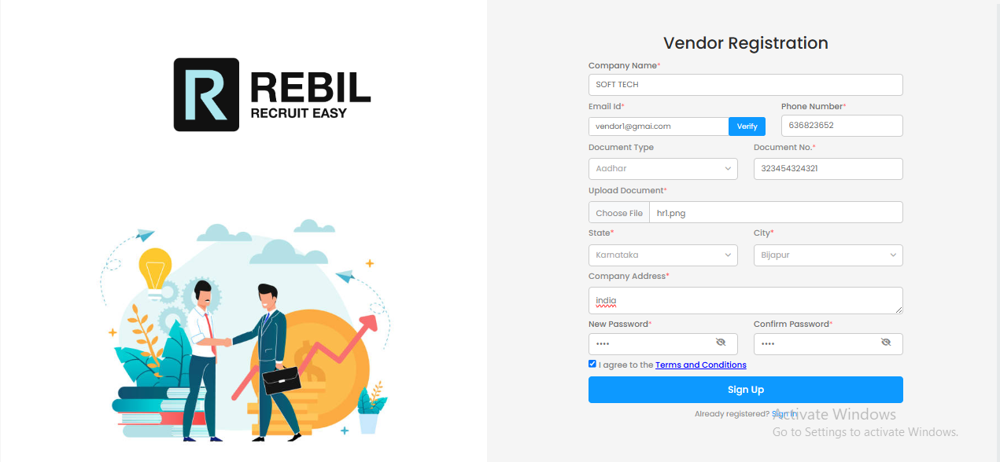 R REBIL
RECRUIT EASY
Vendor Registration
Company Name*
SOFT TECH
Email Id* Phone Number*
vendor1@gmai.com Verify 636823652
Document Type Document No.*
Aadhar 323454324321
Upload Document*
Choose File hr1.png
State* City*
Karnataka Bijapur
Company Address*
india
New Password* Confirm Password*
•••• ••••
I agree to the Terms and Conditions
Sign Up
Already registered? Sign In
Activate Windows
Go to Settings to activate Windows.